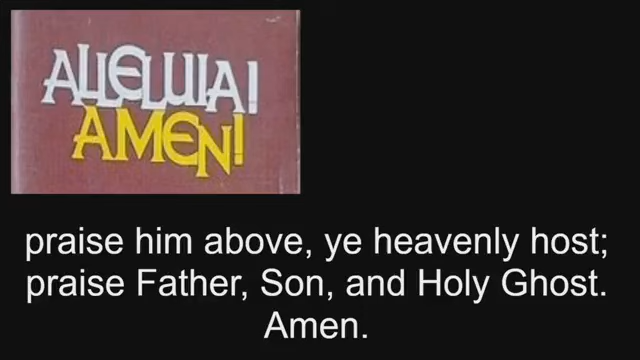 ALLELUIA!
AMEN!
praise him above, ye heavenly host;
praise Father, Son, and Holy Ghost.
Amen.